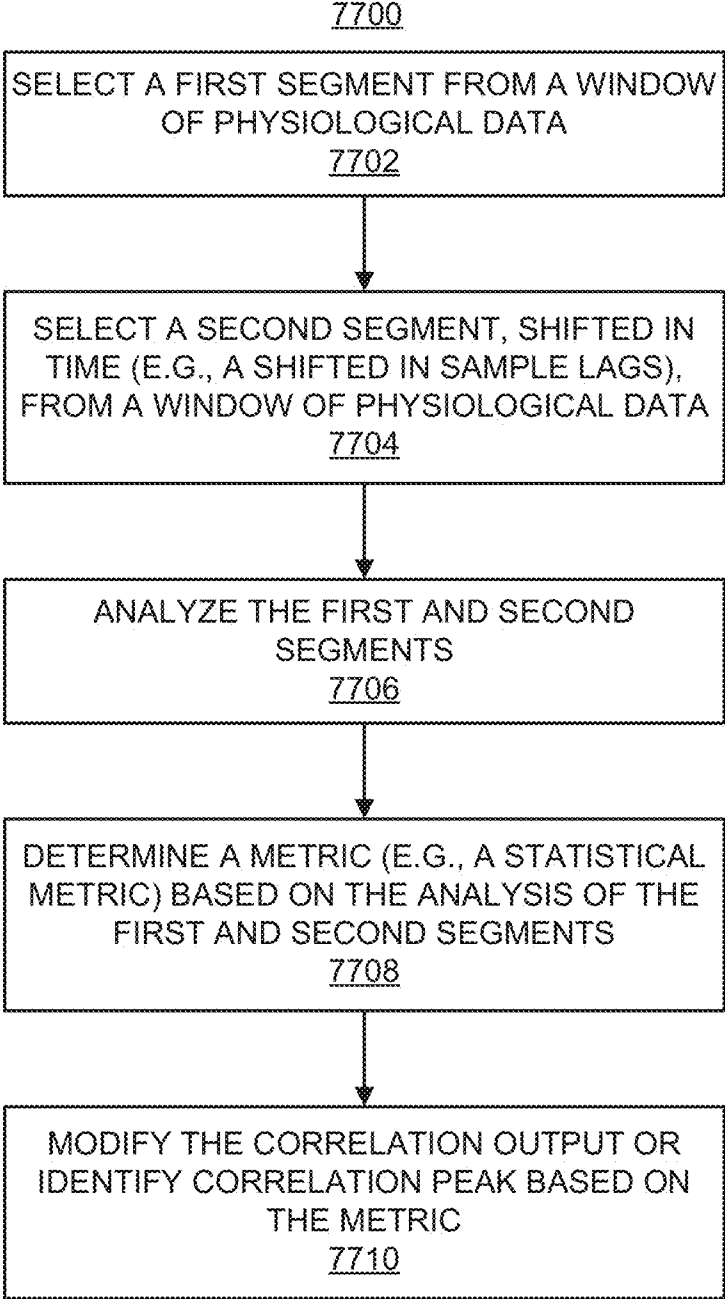 7700
SELECT A FIRST SEGMENT FROM A WINDOW
OF PHYSIOLOGICAL DATA
7702
SELECT A SECOND SEGMENT, SHIFTED IN
TIME (E.G., A SHIFTED IN SAMPLE LAGS),
FROM A WINDOW OF PHYSIOLOGICAL DATA
7704
ANALYZE THE FIRST AND SECOND
SEGMENTS
7706
DETERMINE A METRIC (E.G., A STATISTICAL
METRIC) BASED ON THE ANALYSIS OF THE
FIRST AND SECOND SEGMENTS
7708
MODIFY THE CORRELATION OUTPUT OR
IDENTIFY CORRELATION PEAK BASED ON
THE METRIC
7710